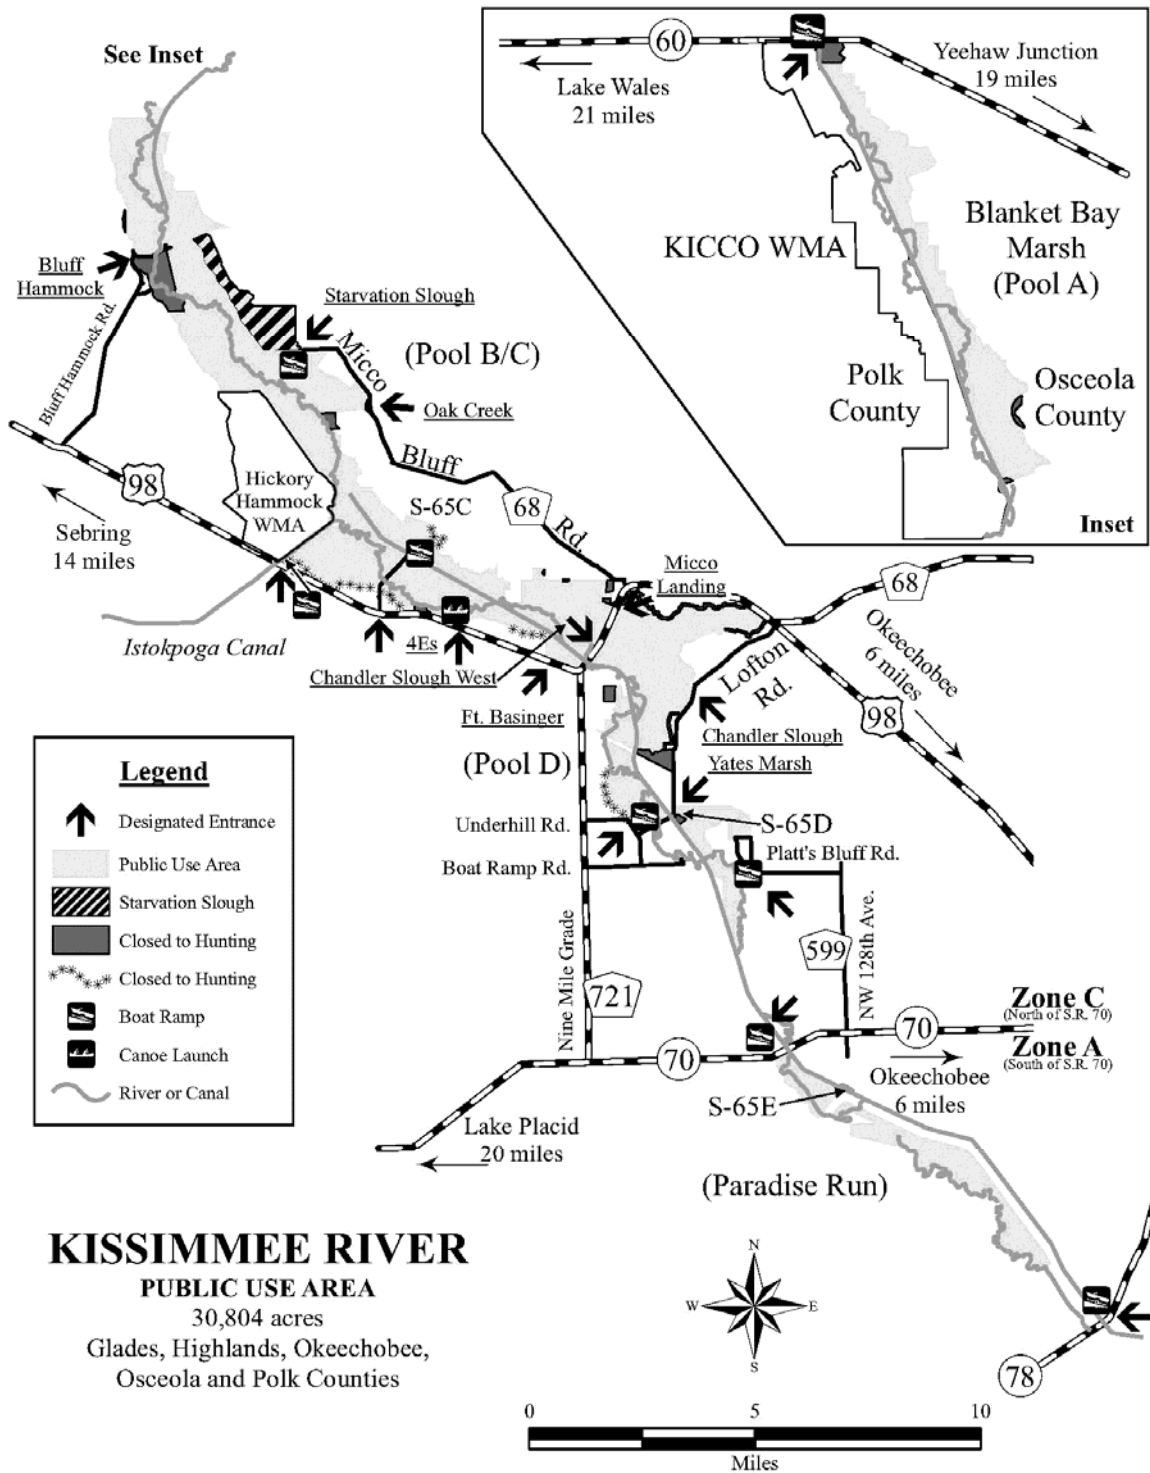 See Inset
60
Yeehaw Junction
19 miles
Lake Wales
21 miles
Blanket Bay
Marsh
(Pool A)
KICCO WMA
Polk
County
Osceola
County
Inset
Bluff
Hammock
Bluff Hammock Rd.
Starvation Slough
Micco
(Pool B/C)
Oak Creek
Bluff
98
Hickory
Hammock
WMA
S-65C
68
Rd.
Sebring
14 miles
Micco
Landing
68
Istokpoga Canal
4Es
Chandler Slough West
Okeechobee
6 miles
Lofton
Rd.
98
Ft. Basinger
Chandler Slough
(Pool D)
Yates Marsh
Legend
Designated Entrance
Public Use Area
Starvation Slough
Closed to Hunting
Closed to Hunting
Boat Ramp
Canoe Launch
River or Canal
Underhill Rd.
S-65D
Boat Ramp Rd.
Platt's Bluff Rd.
Nine Mile Grade
599
NW 128th Ave.
721
Zone C
(North of S.R. 70)
70
70
Zone A
(South of S.R. 70)
Okeechobee
6 miles
S-65E
Lake Placid
20 miles
(Paradise Run)
KISSIMMEE RIVER
PUBLIC USE AREA
30,804 acres
Glades, Highlands, Okeechobee,
Osceola and Polk Counties
N
W
E
S
78
0
5
10
Miles